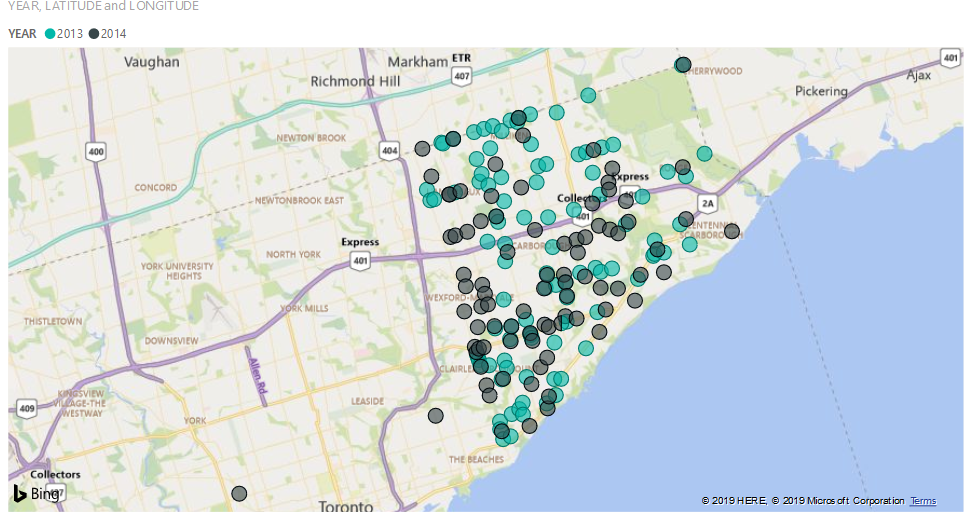 YEAR, LATITUDE and LONGITUDE
YEAR 2013 2014
Vaughan
Markham
ETR
407
401
Richmond Hill
CHERRYWOOD
Ajax
Pickering
NEWTON BROOK
400
404
CONCORD
Express
401
2A
NEWTONBROOK EAST
Collectors
401
CENTENNIAL
SCARBOROUGH
Express
401
NORTH YORK
YORK UNIVERSITY
HEIGHTS
YORK MILLS
THISTLETOWN
DOWNSVIEW
Allen Rd
KINGSVIEW
VILLAGE-THE
WESTWAY
409
LEASIDE
YORK
THE BEACHES
Collectors
Bing
Toronto
© 2019 HERE, © 2019 Microsoft Corporation Terms